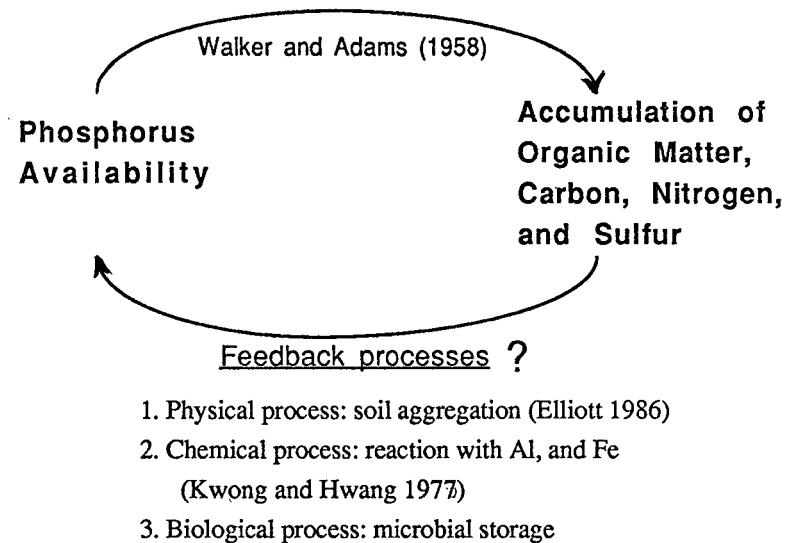 Walker and Adams (1958)
Phosphorus
Availability
Accumulation of
Organic Matter,
Carbon, Nitrogen,
and Sulfur
Feedback processes ?
1. Physical process: soil aggregation (Elliott 1986)
2. Chemical process: reaction with Al, and Fe
(Kwong and Hwang 1977)
3. Biological process: microbial storage